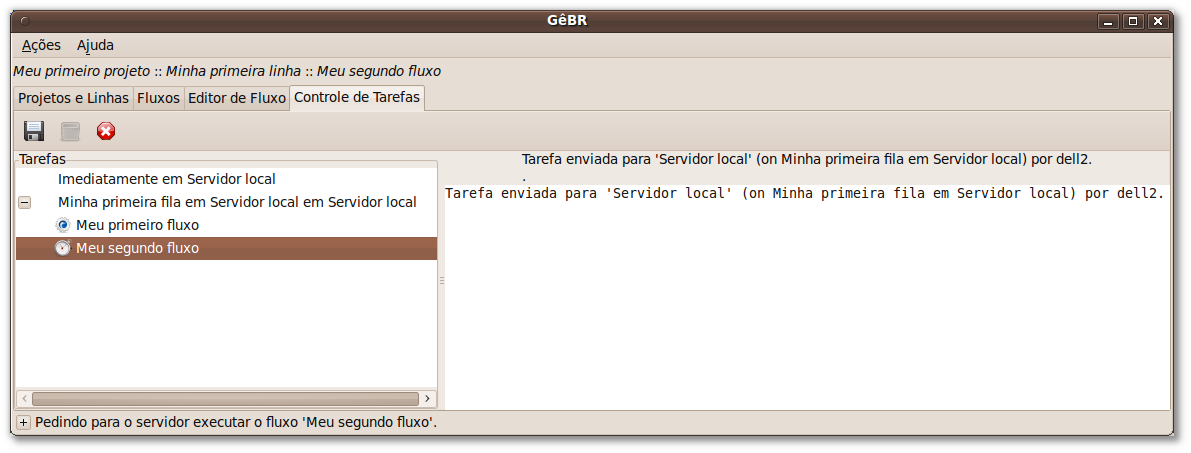 GêBR
Ações Ajuda
Meu primeiro projeto :: Minha primeira linha :: Meu segundo fluxo
Projetos e Linhas Fluxos Editor de Fluxo Controle de Tarefas
Tarefas
Imediatamente em Servidor local
Minha primeira fila em Servidor local em Servidor local
Meu primeiro fluxo
Meu segundo fluxo
Tarefa enviada para 'Servidor local' (on Minha primeira fila em Servidor local) por dell2.
.
Tarefa enviada para 'Servidor local' (on Minha primeira fila em Servidor local) por dell2.
Pedindo para o servidor executar o fluxo 'Meu segundo fluxo'.